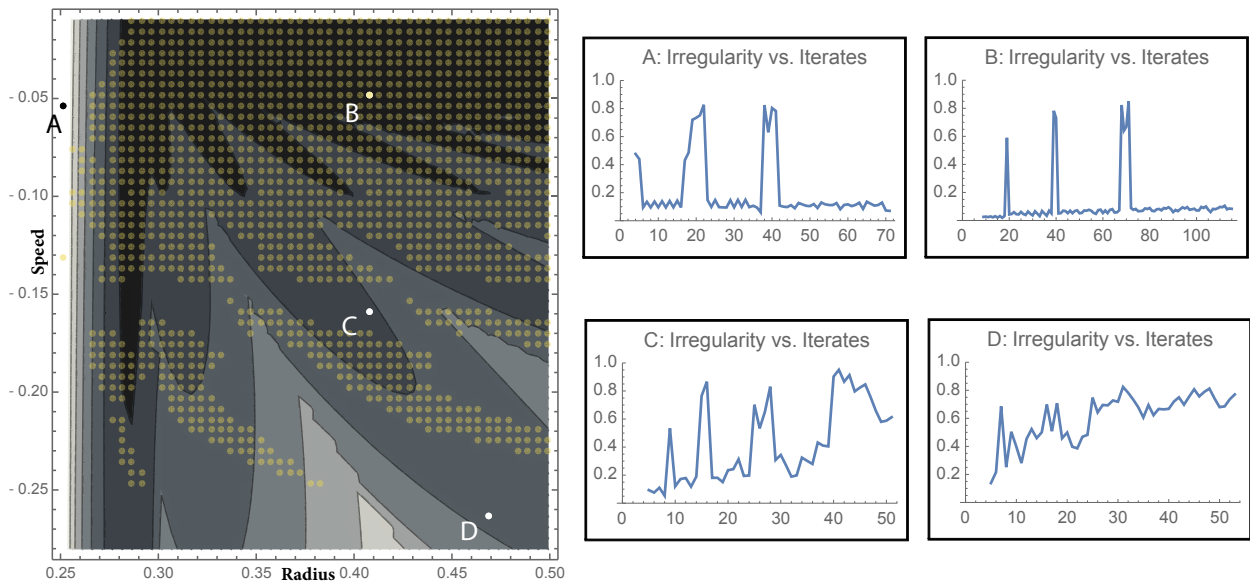 - 0.05
- 0.10
- 0.15
- 0.20
- 0.25
Speed
A
B
C
D
0.25 0.30 0.35 0.40 0.45 0.50
Radius
A: Irregularity vs. Iterates
1.0
0.8
0.6
0.4
0.2
0 10 20 30 40 50 60 70
B: Irregularity vs. Iterates
1.0
0.8
0.6
0.4
0.2
0 20 40 60 80 100
C: Irregularity vs. Iterates
1.0
0.8
0.6
0.4
0.2
0 10 20 30 40 50
D: Irregularity vs. Iterates
1.0
0.8
0.6
0.4
0.2
0 10 20 30 40 50